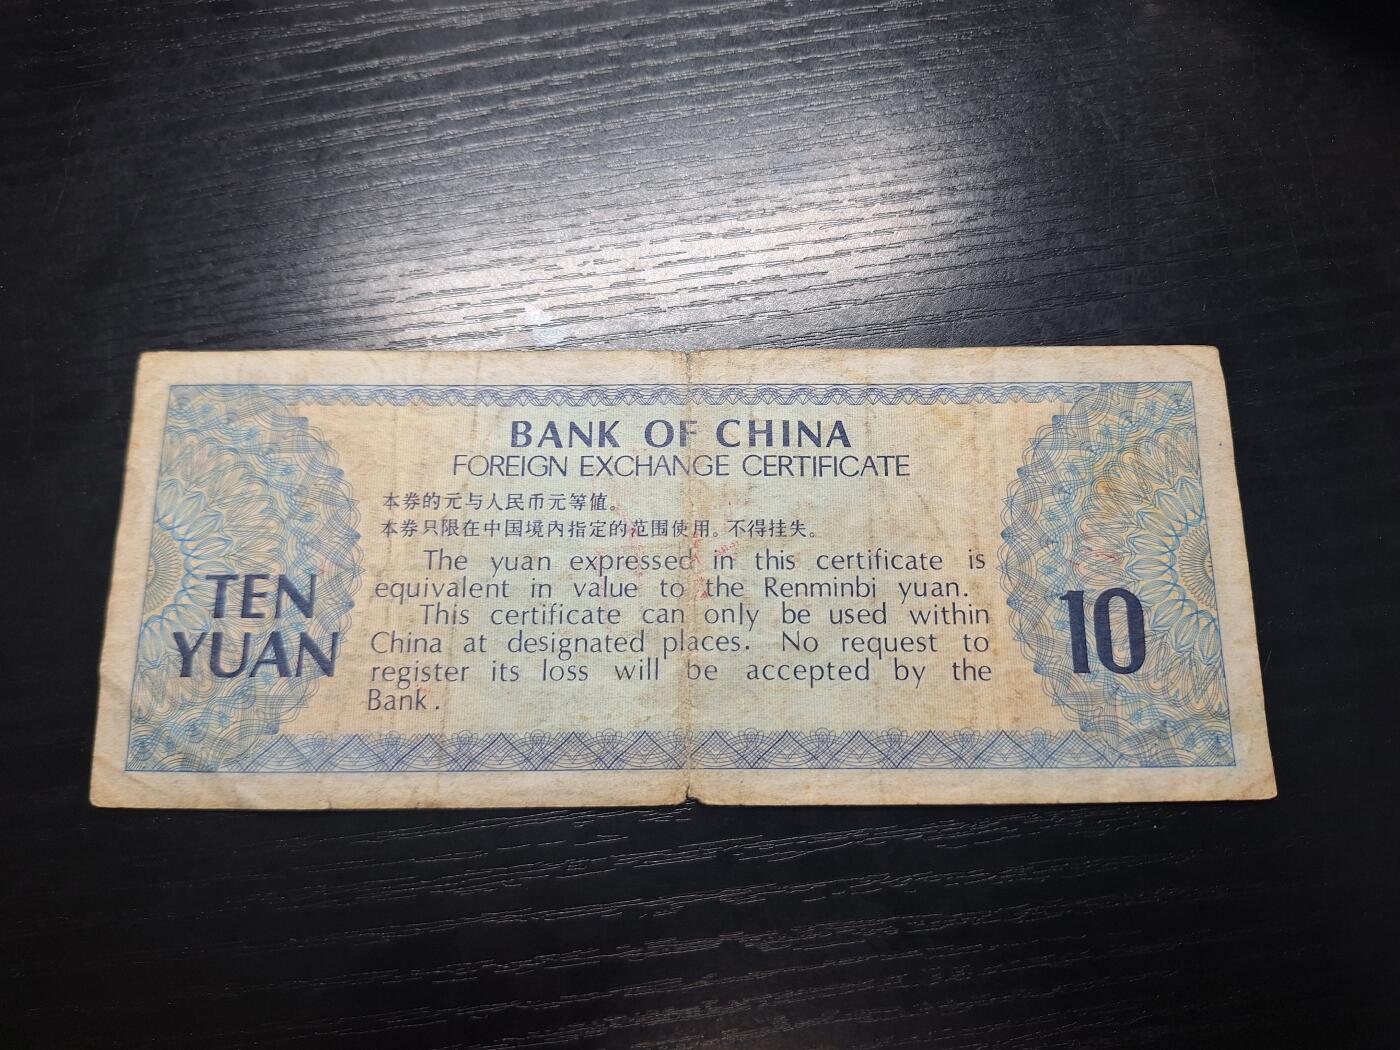 BANK OF CHINA
FOREIGN EXCHANGE CERTIFICATE
本券的元与人民币元等值。
本券只限在中国境内指定的范围使用。不得挂失。
The yuan expressed in this certificate is
equivalent in value to the Renminbi yuan.
This certificate can only be used within
China at designated places. No request to
register its loss will be accepted by the
Bank.
TEN
YUAN
10